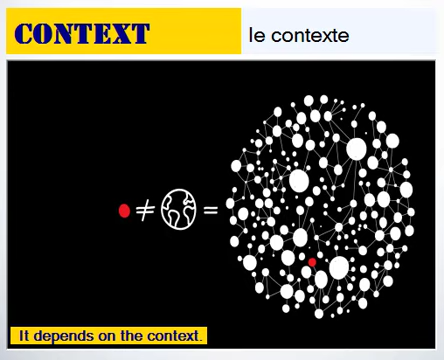 CONTEXT
le contexte
≠ =
It depends on the context.